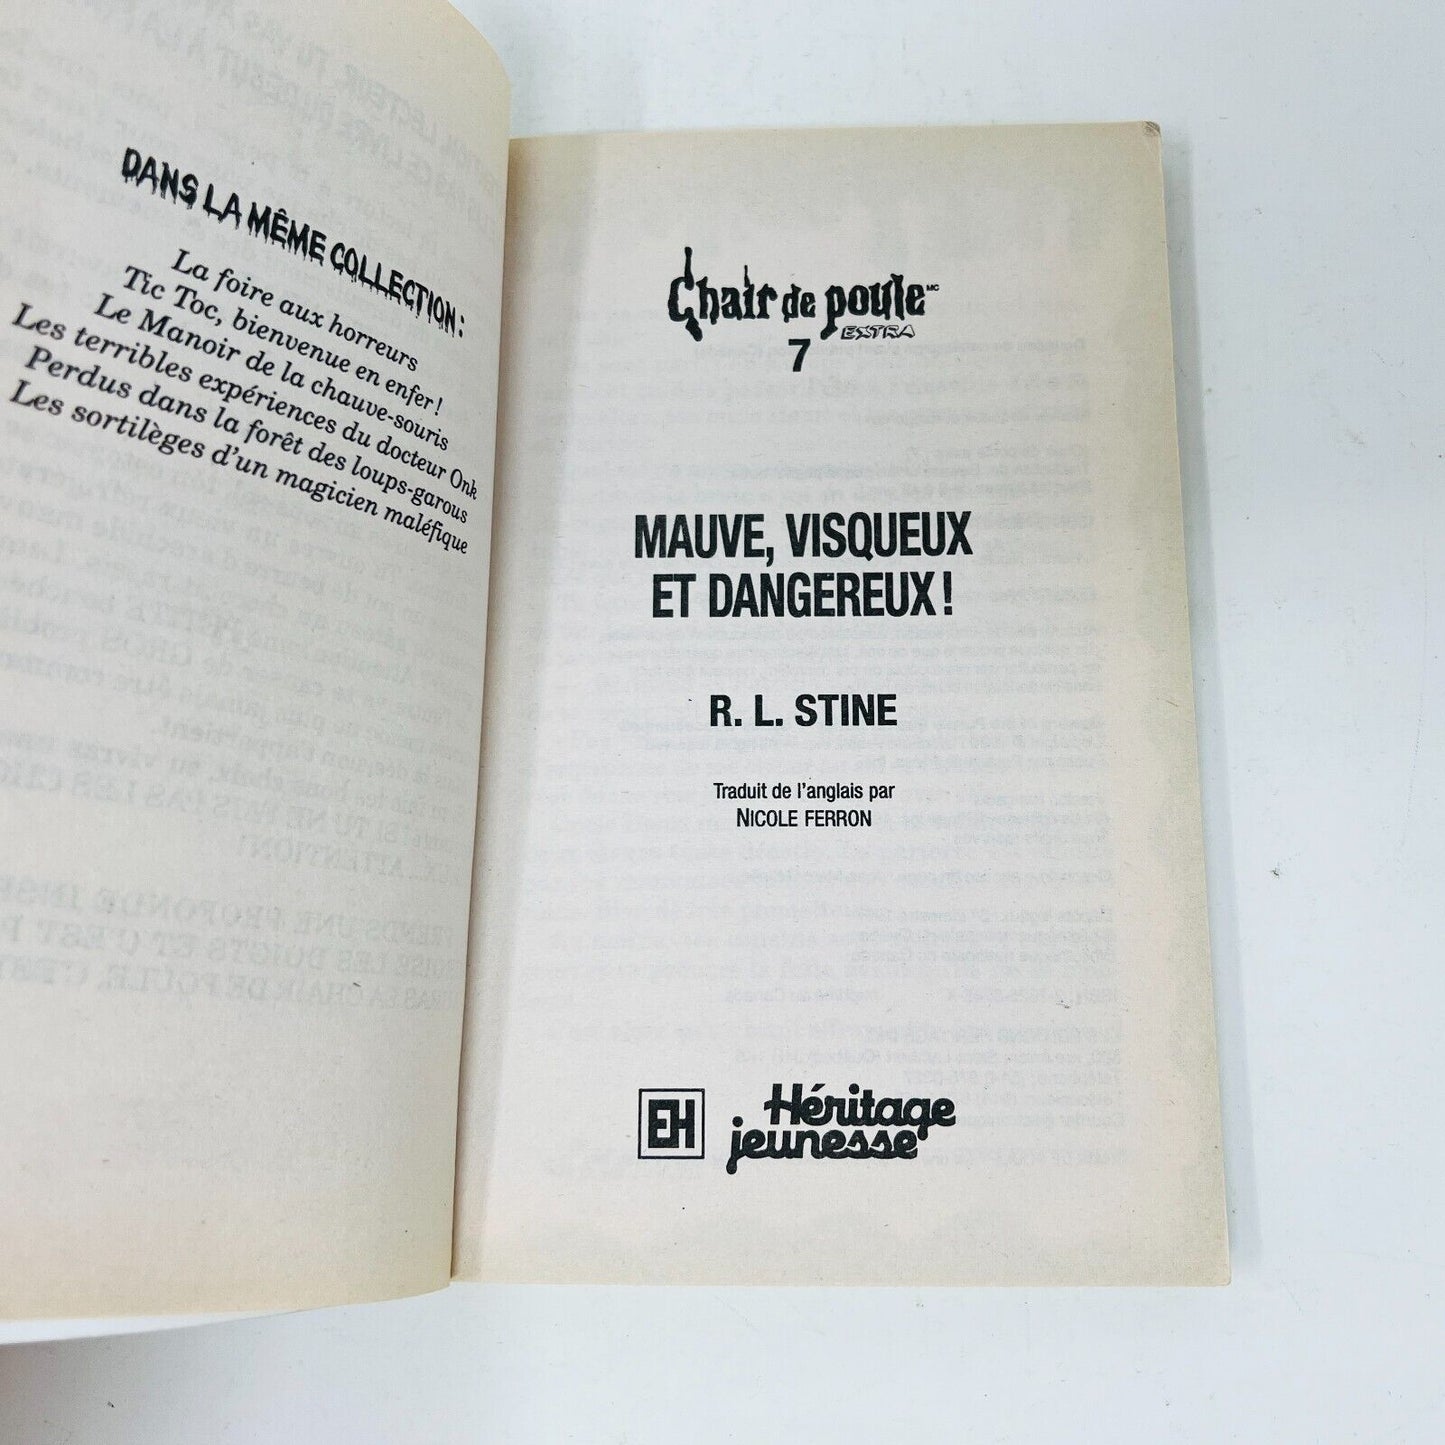 DANS LA MÊME COLLECTION :
La foire aux horreurs
Tic Toc, bienvenue en enfer !
Le Manoir de la chauve-souris
Les terribles expériences du docteur Onk
Perdus dans la forêt des loups-garous
Les sortilèges d'un magicien maléfique
Chair de poule MC
EXTRA
7
MAUVE, VISQUEUX
ET DANGEREUX !
R. L. STINE
Traduit de l'anglais par
NICOLE FERRON
EH Héritage
jeunesse